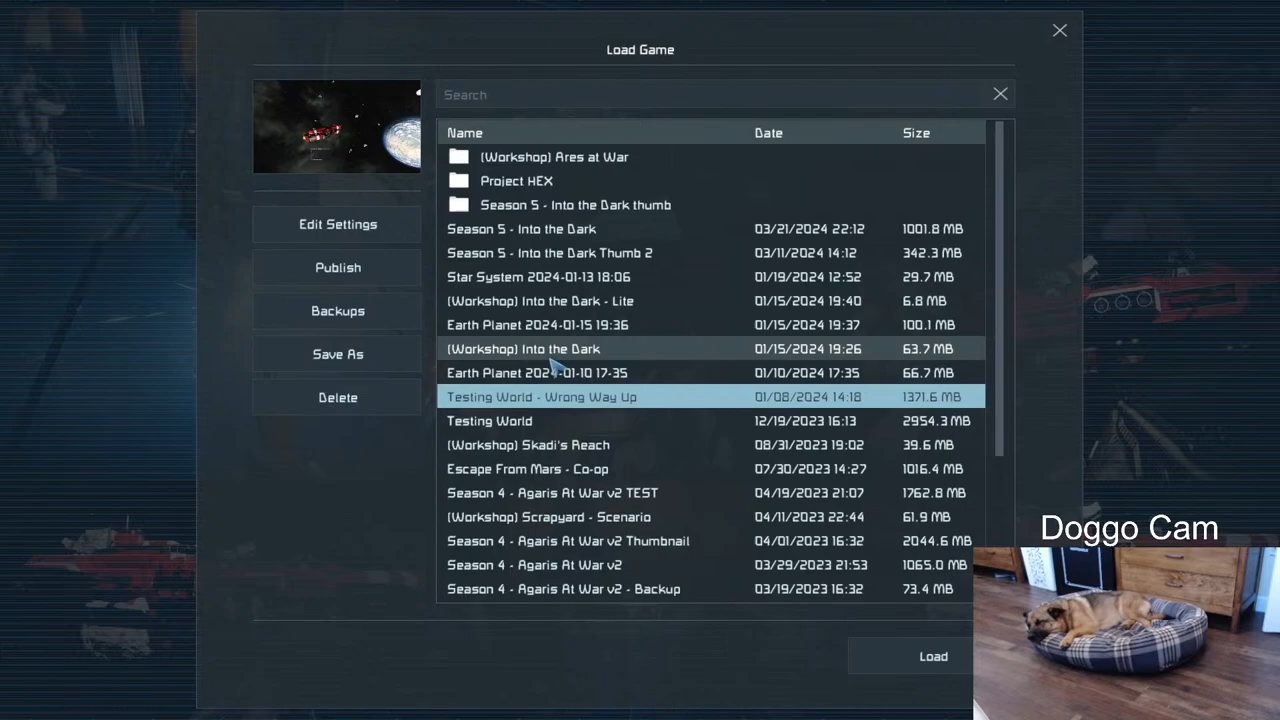 Load Game
Search
Name Date Size
(Workshop) Ares at War
Project HEX
Season 5 - Into the Dark thumb
Season 5 - Into the Dark 03/21/2024 22:12 1001.8 MB
Season 5 - Into the Dark Thumb 2 03/11/2024 14:12 342.3 MB
Star System 2024-01-13 18:06 01/19/2024 12:52 29.7 MB
(Workshop) Into the Dark - Lite 01/15/2024 19:40 6.8 MB
Earth Planet 2024-01-15 19:36 01/15/2024 19:37 100.1 MB
(Workshop) Into the Dark 01/15/2024 19:26 63.7 MB
Earth Planet 2024-01-10 17-35 01/10/2024 17:35 66.7 MB
Testing World - Wrong Way Up 01/08/2024 14:18 1371.6 MB
Testing World 12/19/2023 16:13 2954.3 MB
(Workshop) Skadi's Reach 08/31/2023 19:02 39.6 MB
Escape From Mars - Co-op 07/30/2023 14:27 1016.4 MB
Season 4 - Agaris At War v2 TEST 04/19/2023 21:07 1762.8 MB
(Workshop) Scrapyard - Scenario 04/11/2023 22:44 61.9 MB
Season 4 - Agaris At War v2 Thumbnail 04/01/2023 16:32 2044.6 MB
Season 4 - Agaris At War v2 03/29/2023 21:53 1065.0 MB
Season 4 - Agaris At War v2 - Backup 03/19/2023 16:32 73.4 MB
Edit Settings
Publish
Backups
Save As
Delete
Load
Doggo Cam